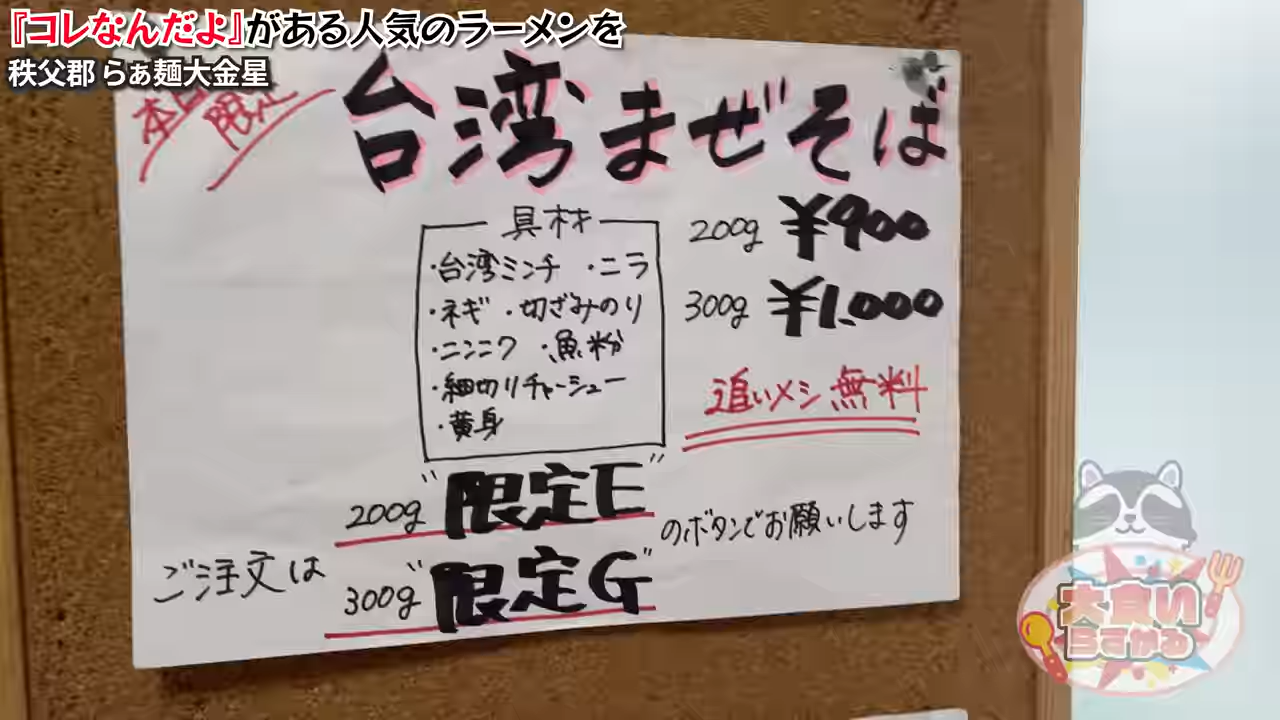 『コレなんだよ』がある人気のラーメンを
秩父郡 らぁ麺大金星
本日
限定
台湾まぜそば
具材
・台湾ミンチ ・ニラ
・ネギ ・切ざみのり
・ニンニク ・魚粉
・細切りチャーシュー
・黄身
200g ¥900
300g ¥1.000
追いメシ無料
ご注文は
200g "限定E"
300g "限定G"
のボタンでお願いします
大食い
らすかる